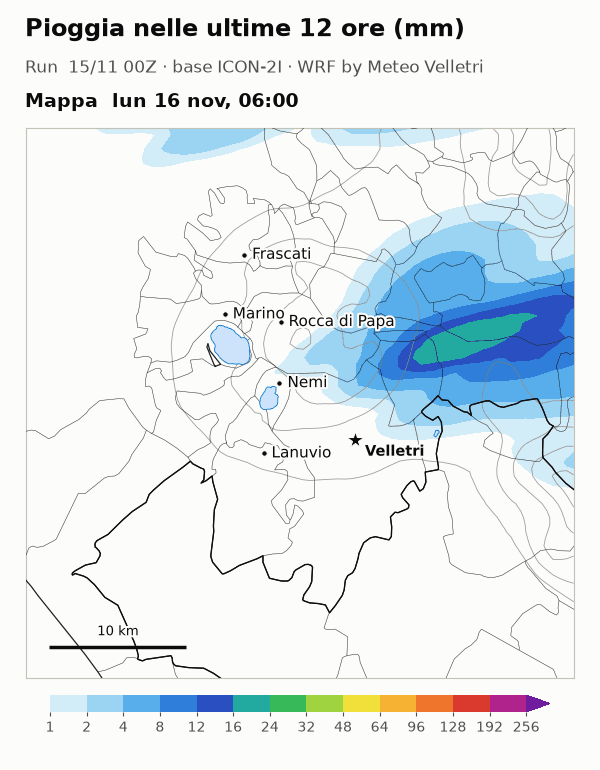 Pioggia nelle ultime 12 ore (mm)
Run  15/11 00Z · base ICON-2I · WRF by Meteo Velletri
Mappa  lun 16 nov, 06:00
Frascati
Marino
Rocca di Papa
Nemi
Velletri
Lanuvio
10 km
1 2 4 8 12 16 24 32 48 64 96 128 192 256